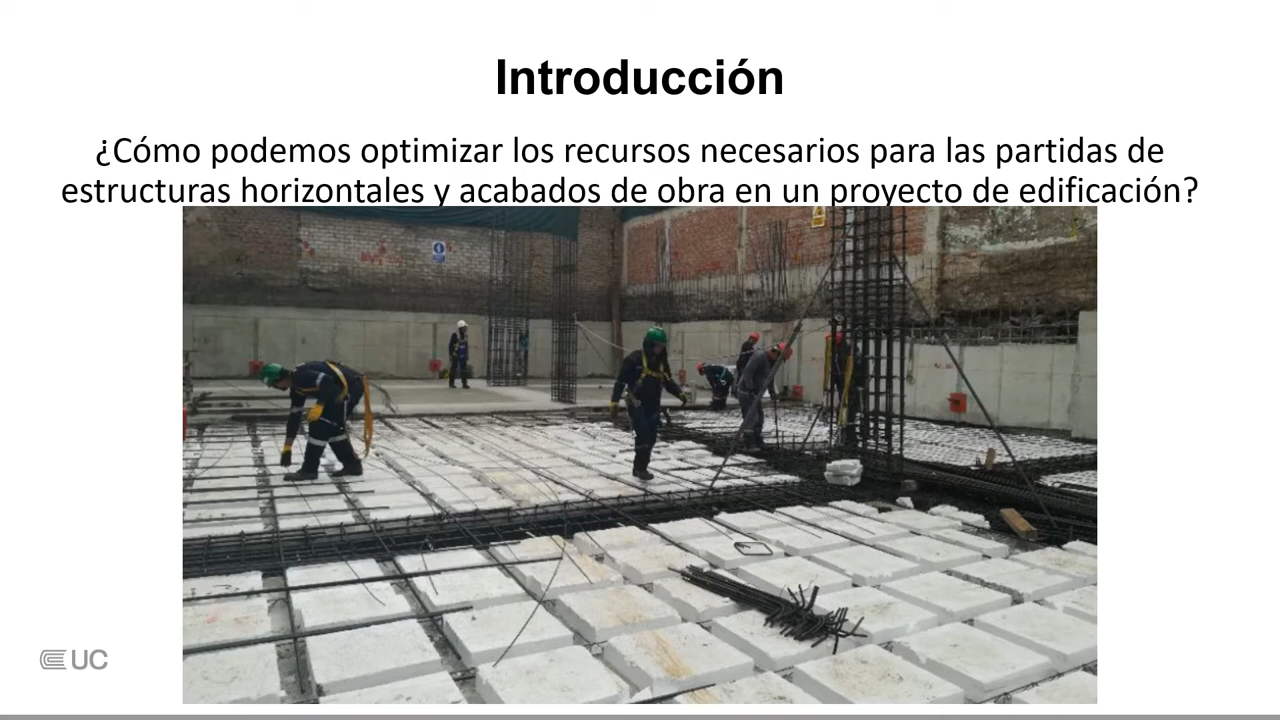 Introducción
¿Cómo podemos optimizar los recursos necesarios para las partidas de
estructuras horizontales y acabados de obra en un proyecto de edificación?
UC